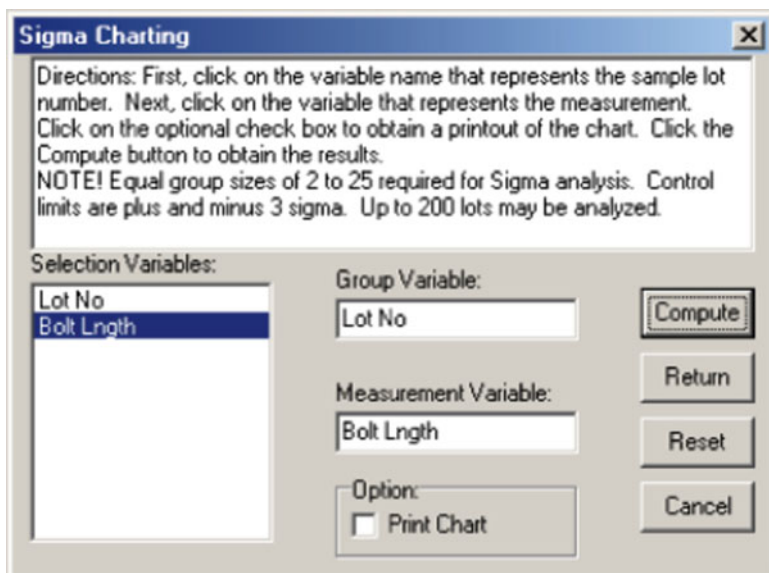 Sigma Charting
Directions: First, click on the variable name that represents the sample lot
number. Next, click on the variable that represents the measurement.
Click on the optional check box to obtain a printout of the chart. Click the
Compute button to obtain the results.
NOTE! Equal group sizes of 2 to 25 required for Sigma analysis. Control
limits are plus and minus 3 sigma. Up to 200 lots may be analyzed.
Selection Variables:
Lot No
Bolt Lngth
Group Variable:
Lot No
Measurement Variable:
Bolt Lngth
Option:
Print Chart
Compute
Return
Reset
Cancel